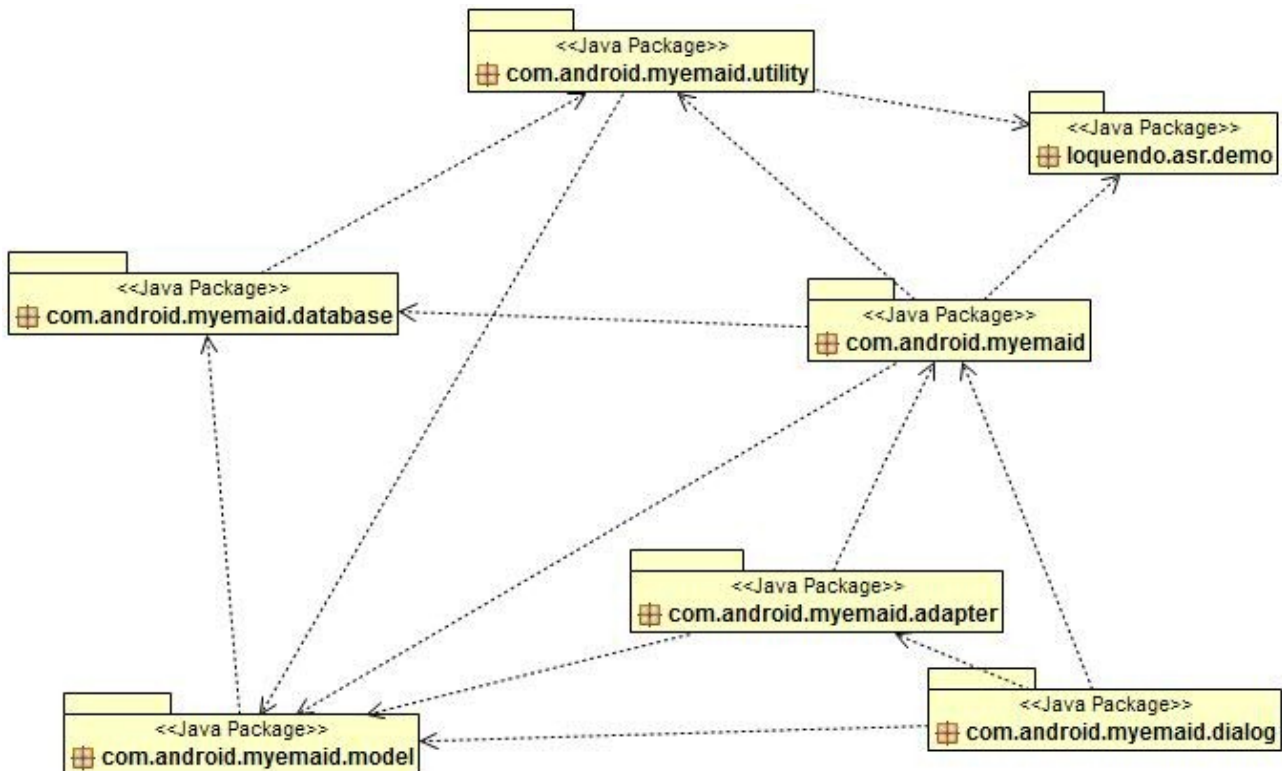 <<Java Package>>
com.android.myemaid.utility
<<Java Package>>
loquendo.asr.demo
<<Java Package>>
com.android.myemaid.database
<<Java Package>>
com.android.myemaid
<<Java Package>>
com.android.myemaid.adapter
<<Java Package>>
com.android.myemaid.model
<<Java Package>>
com.android.myemaid.dialog